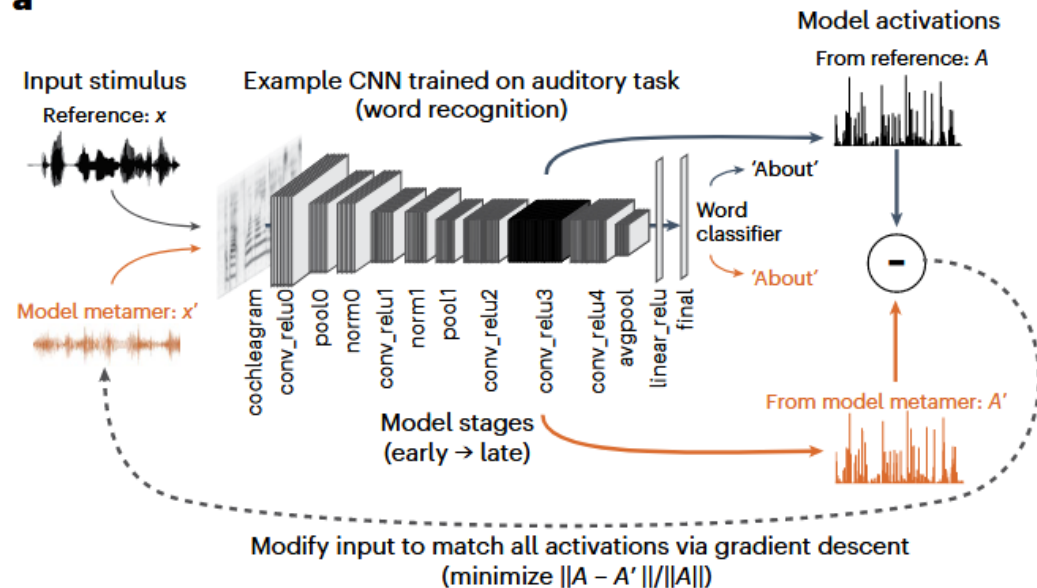 a
Model activations
From reference: A
Input stimulus
Reference: x
Example CNN trained on auditory task
(word recognition)
'About'
Word
classifier
'About'
-
Model metamer: x'
cochleagram
conv_relu0
pool0
norm0
conv_relu1
norm1
pool1
conv_relu2
conv_relu3
conv_relu4
avgpool
linear_relu
final
From model metamer: A'
Model stages
(early → late)
Modify input to match all activations via gradient descent
(minimize ||A – A' ||/||A||)